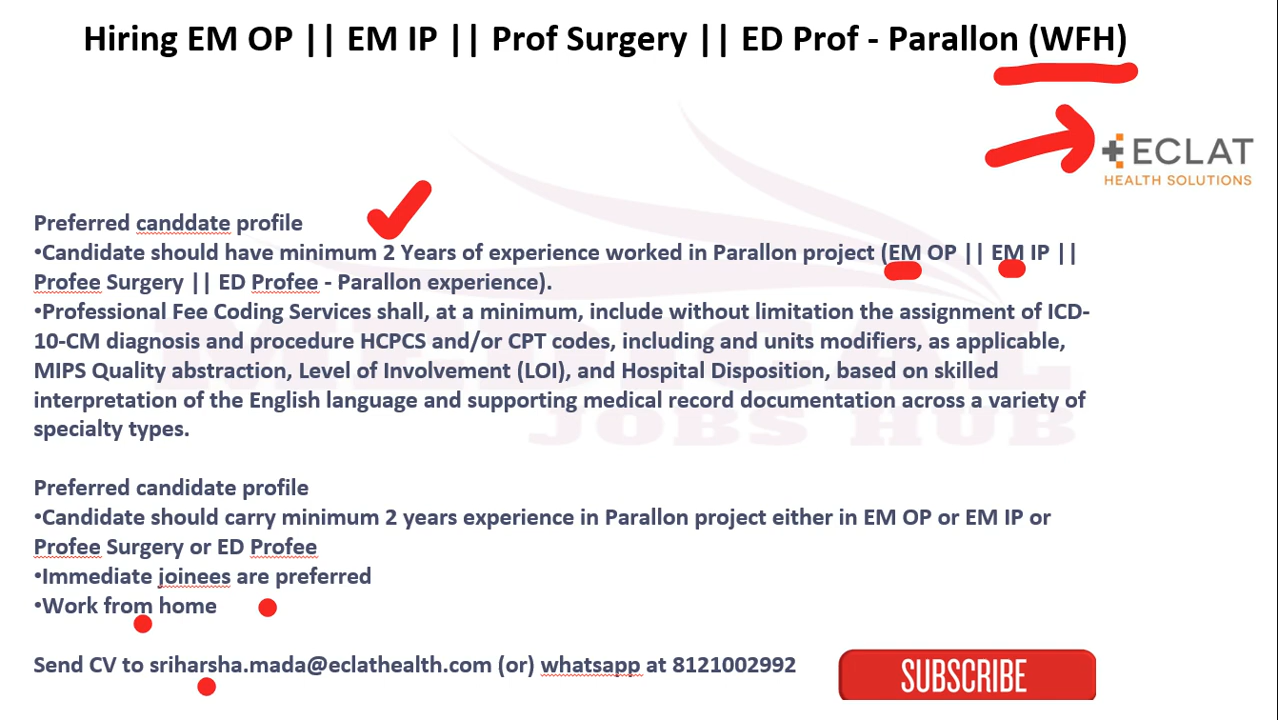 Hiring EM OP || EM IP || Prof Surgery || ED Prof - Parallon (WFH)
ECLAT
HEALTH SOLUTIONS
Preferred canddate profile
•Candidate should have minimum 2 Years of experience worked in Parallon project (EM OP || EM IP ||
Profee Surgery || ED Profee - Parallon experience).
•Professional Fee Coding Services shall, at a minimum, include without limitation the assignment of ICD-
10-CM diagnosis and procedure HCPCS and/or CPT codes, including and units modifiers, as applicable,
MIPS Quality abstraction, Level of Involvement (LOI), and Hospital Disposition, based on skilled
interpretation of the English language and supporting medical record documentation across a variety of
specialty types.
MEDICAL
JOBS HUB
Preferred candidate profile
•Candidate should carry minimum 2 years experience in Parallon project either in EM OP or EM IP or
Profee Surgery or ED Profee
•Immediate joinees are preferred
•Work from home
Send CV to sriharsha.mada@eclathealth.com (or) whatsapp at 8121002992
SUBSCRIBE